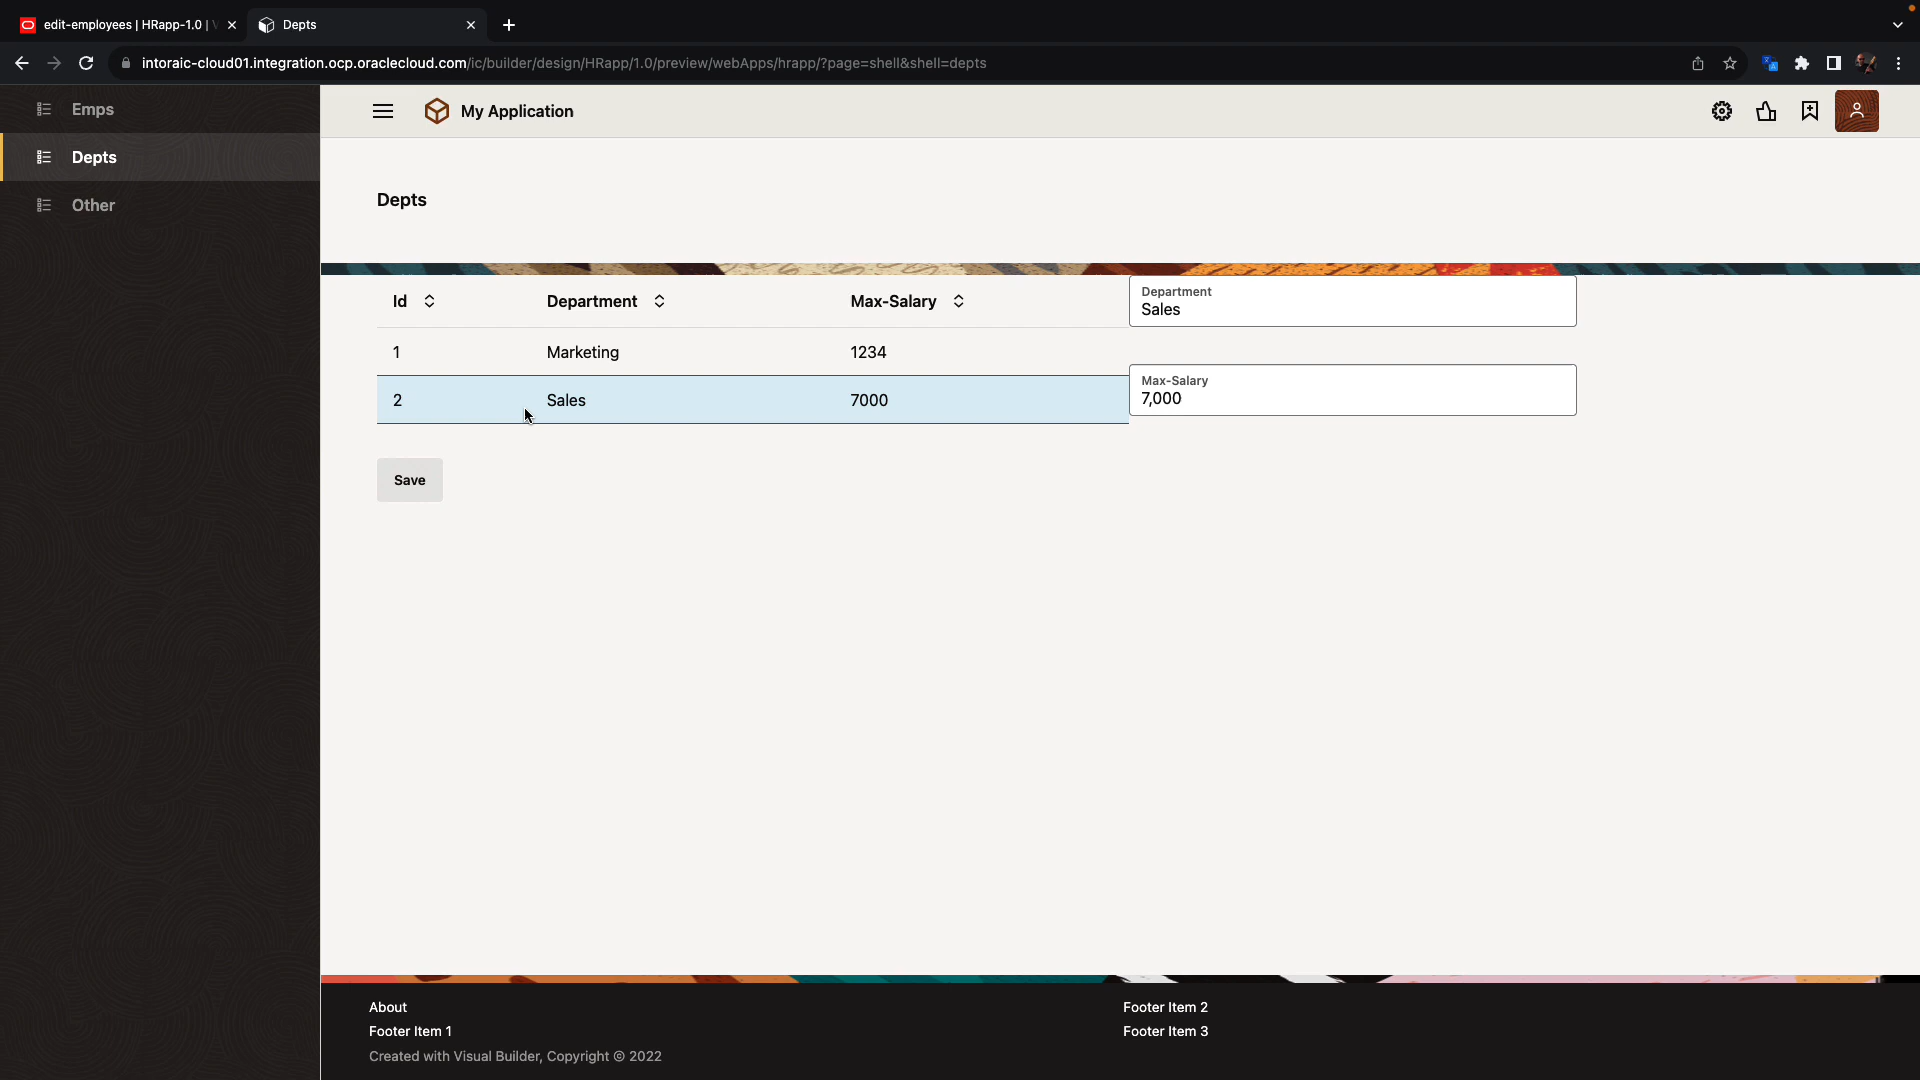 edit-employees | HRapp-1.0 |
Depts
intoraic-cloud01.integration.ocp.oraclecloud.com/ic/builder/design/HRapp/1.0/preview/webApps/hrapp/?page=shell&shell=depts
Emps
Depts
Other
My Application
Depts
Id Department Max-Salary
1 Marketing 1234
2 Sales 7000
Department
Sales
Max-Salary
7,000
Save
About
Footer Item 1
Footer Item 2
Footer Item 3
Created with Visual Builder, Copyright © 2022